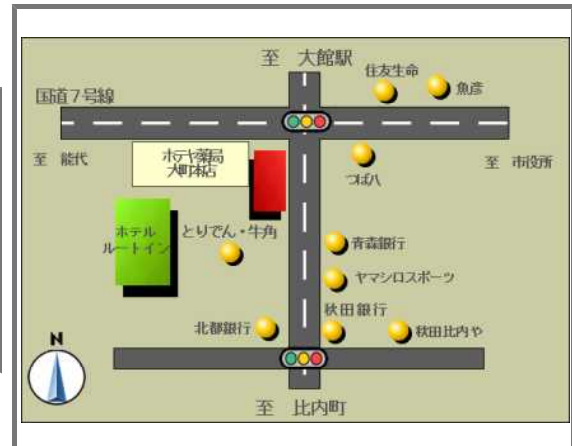 至 大館駅
住友生命
魚彦
国道7号線
至 能代
ホテヤ薬局
大町本店
つぼ八
至 市役所
ホテル
ルートイン
とりでん・牛角
青森銀行
ヤマシロスポーツ
秋田銀行
北都銀行
秋田比内や
N
至 比内町